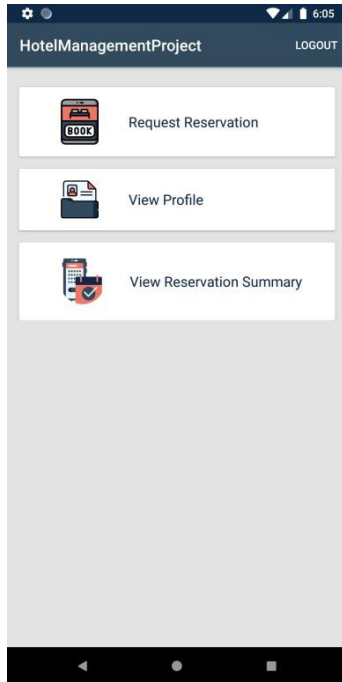 6:05
HotelManagementProject
LOGOUT
BOOK
Request Reservation
View Profile
View Reservation Summary